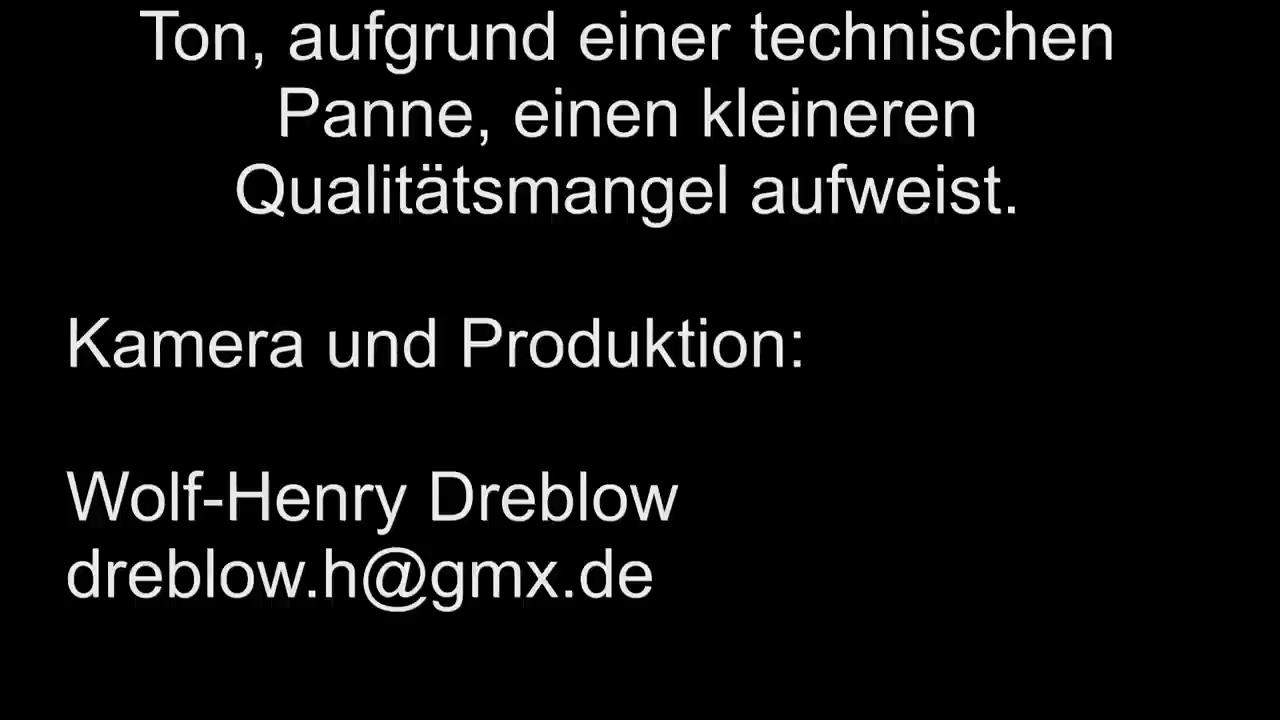 Ton, aufgrund einer technischen
Panne, einen kleineren
Qualitätsmangel aufweist.
Kamera und Produktion:
Wolf-Henry Dreblow
dreblow.h@gmx.de